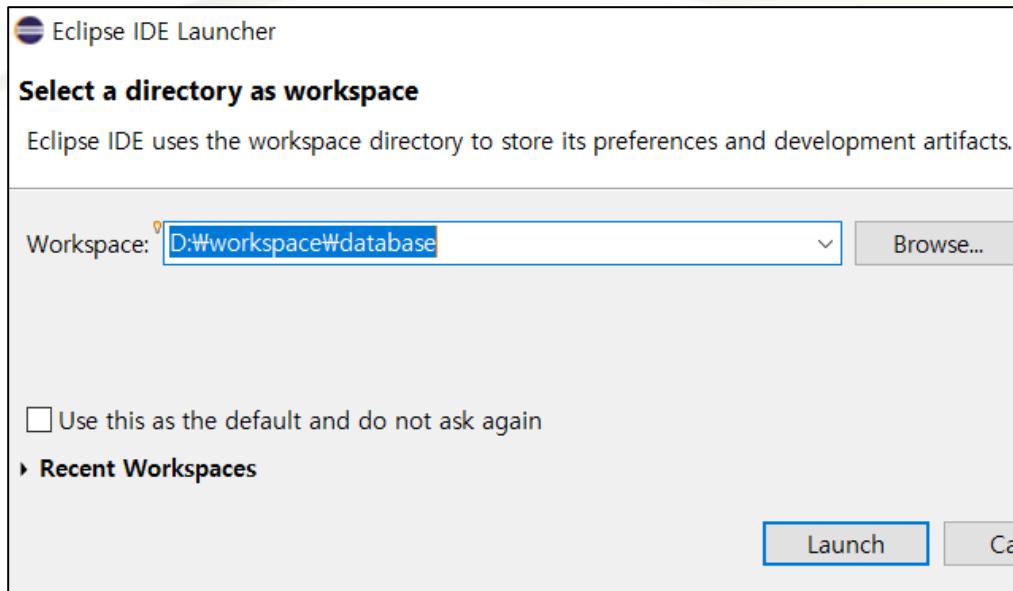 Eclipse IDE Launcher
Select a directory as workspace
Eclipse IDE uses the workspace directory to store its preferences and development artifacts.
Workspace: D:₩workspace₩database Browse...
Use this as the default and do not ask again
Recent Workspaces
Launch